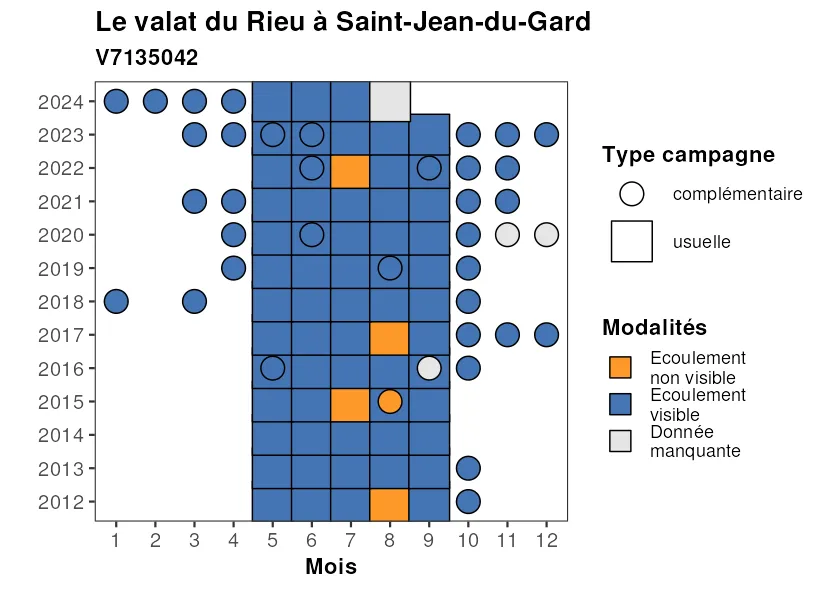 Le valat du Rieu à Saint-Jean-du-Gard
V7135042
2024
2023
2022
2021
2020
2019
2018
2017
2016
2015
2014
2013
2012
1 2 3 4 5 6 7 8 9 10 11 12
Mois
Type campagne
complémentaire
usuelle
Modalités
Ecoulement
non visible
Ecoulement
visible
Donnée
manquante